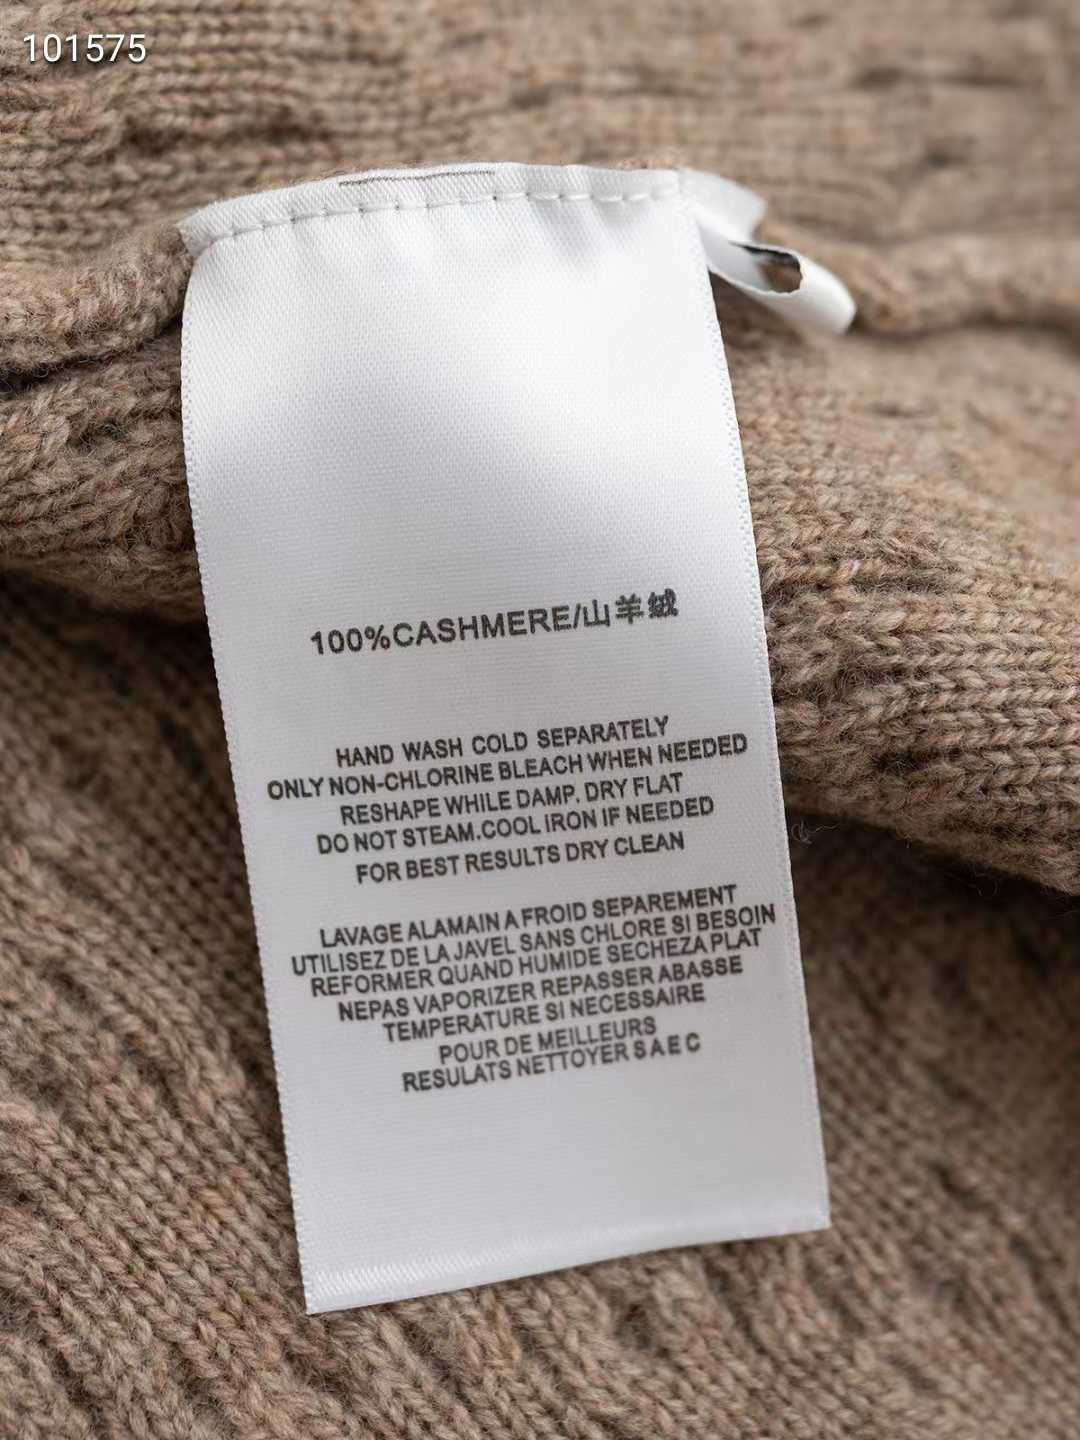 101575
100%CASHMERE/山羊绒
HAND WASH COLD SEPARATELY
ONLY NON-CHLORINE BLEACH WHEN NEEDED
RESHAPE WHILE DAMP. DRY FLAT
DO NOT STEAM.COOL IRON IF NEEDED
FOR BEST RESULTS DRY CLEAN
LAVAGE ALAMAIN A FROID SEPAREMENT
UTILISEZ DE LA JAVEL SANS CHLORE SI BESOIN
REFORMER QUAND HUMIDE SECHEZA PLAT
NEPAS VAPORIZER REPASSER ABASSE
TEMPERATURE SI NECESSAIRE
POUR DE MEILLEURS
RESULATS NETTOYER S A E C